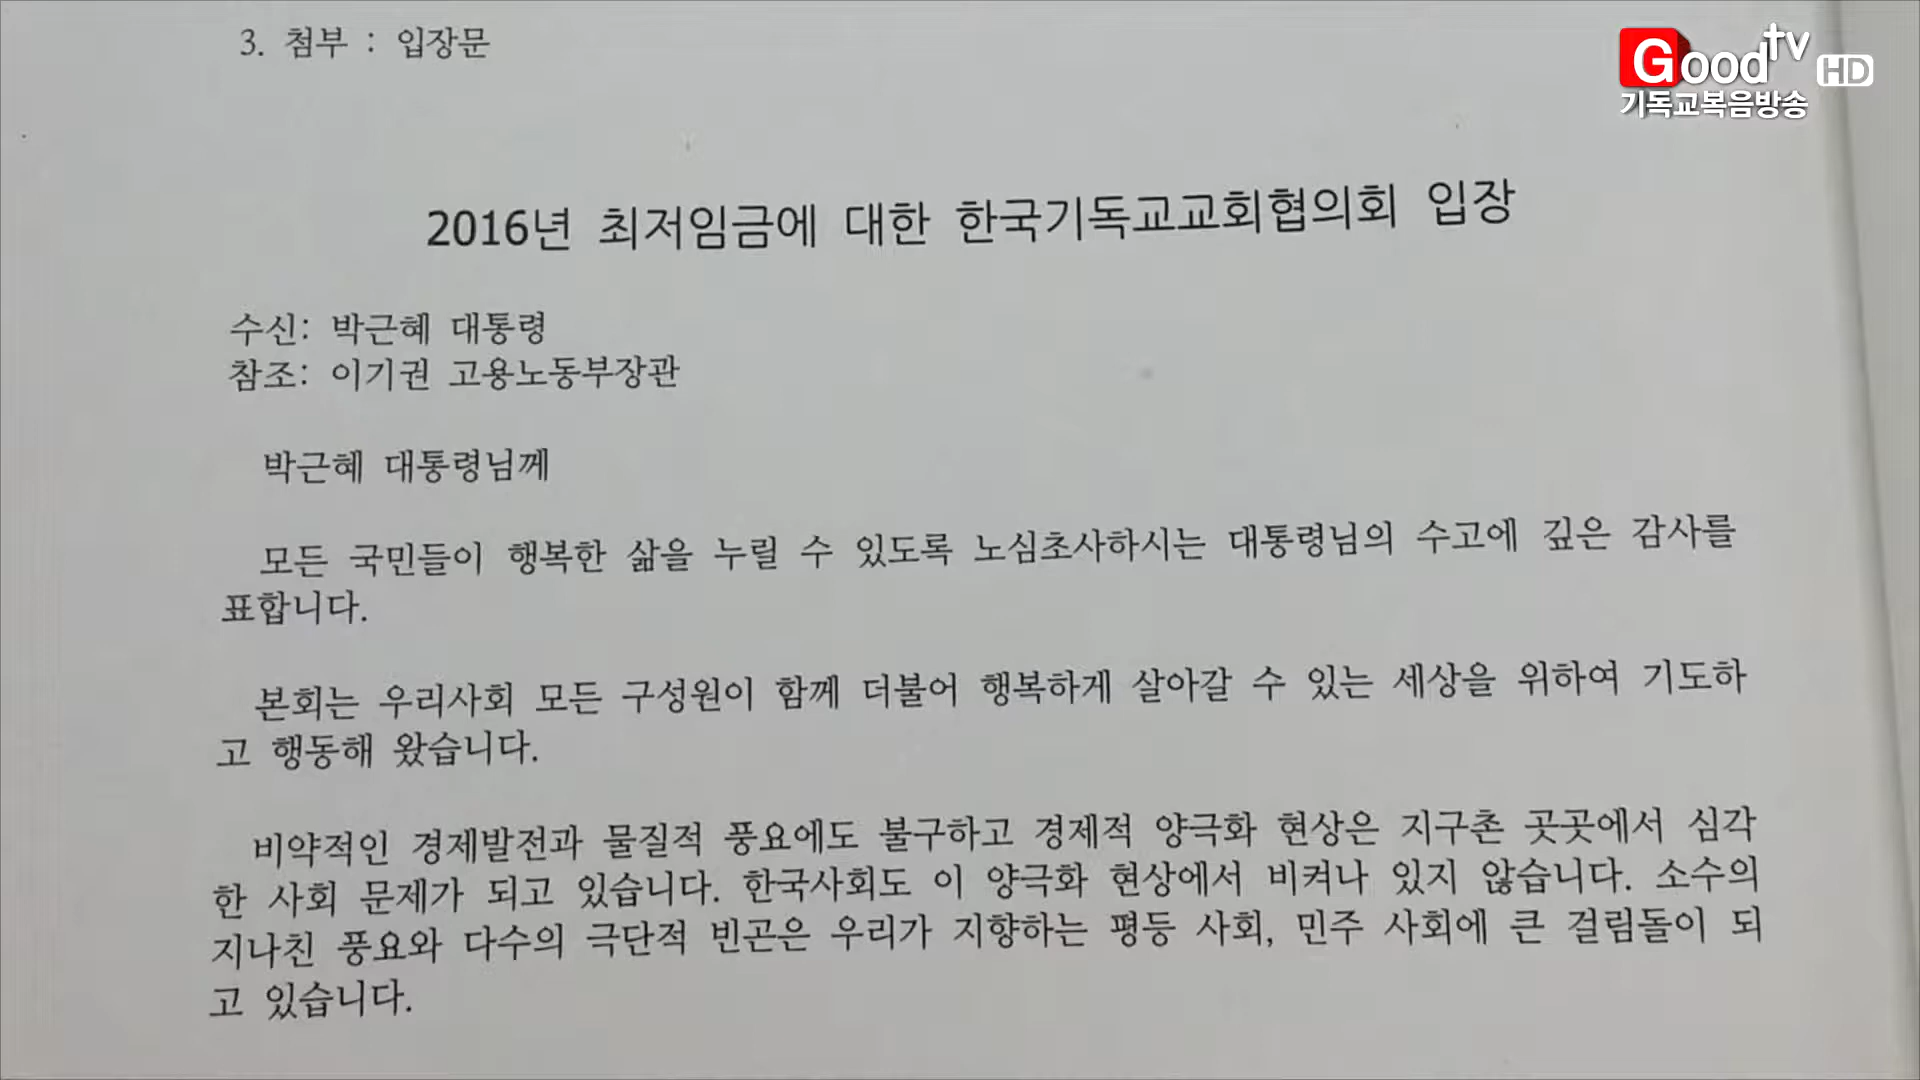 3. 첨부 : 입장문
Good tv HD
기독교복음방송
2016년 최저임금에 대한 한국기독교교회협의회 입장
수신: 박근혜 대통령
참조: 이기권 고용노동부장관
박근혜 대통령님께
모든 국민들이 행복한 삶을 누릴 수 있도록 노심초사하시는 대통령님의 수고에 깊은 감사를
표합니다.
본회는 우리사회 모든 구성원이 함께 더불어 행복하게 살아갈 수 있는 세상을 위하여 기도하
고 행동해 왔습니다.
비약적인 경제발전과 물질적 풍요에도 불구하고 경제적 양극화 현상은 지구촌 곳곳에서 심각
한 사회 문제가 되고 있습니다. 한국사회도 이 양극화 현상에서 비켜나 있지 않습니다. 소수의
지나친 풍요와 다수의 극단적 빈곤은 우리가 지향하는 평등 사회, 민주 사회에 큰 걸림돌이 되
고 있습니다.